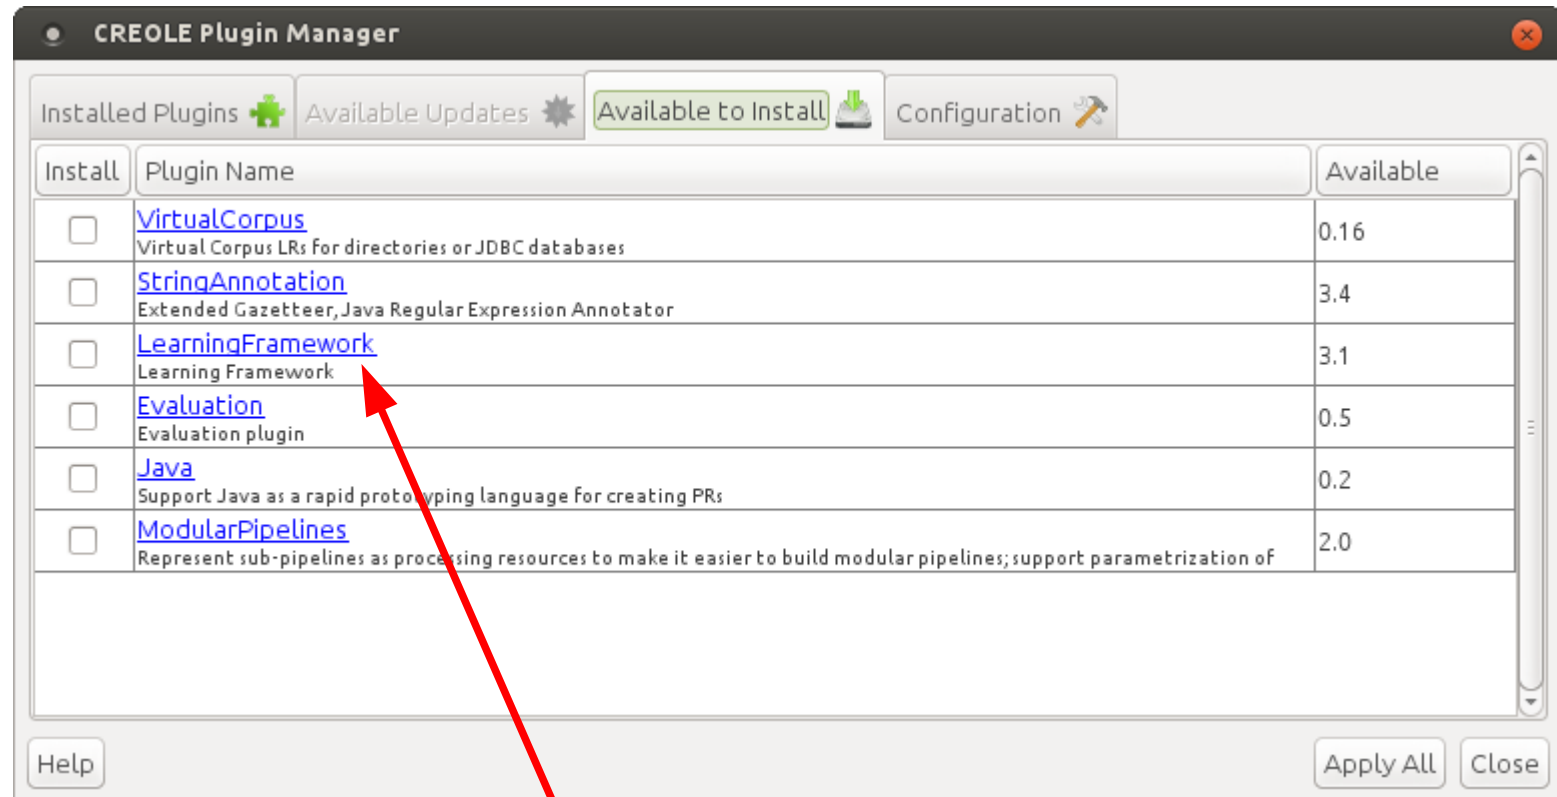 CREOLE Plugin Manager
Installed Plugins Available Updates Available to Install Configuration
Install Plugin Name Available
VirtualCorpus
Virtual Corpus LRs for directories or JDBC databases
0.16
StringAnnotation
Extended Gazetteer, Java Regular Expression Annotator
3.4
LearningFramework
Learning Framework
3.1
Evaluation
Evaluation plugin
0.5
Java
Support Java as a rapid prototyping language for creating PRs
0.2
ModularPipelines
Represent sub-pipelines as processing resources to make it easier to build modular pipelines; support parametrization of
2.0
Help Apply All Close